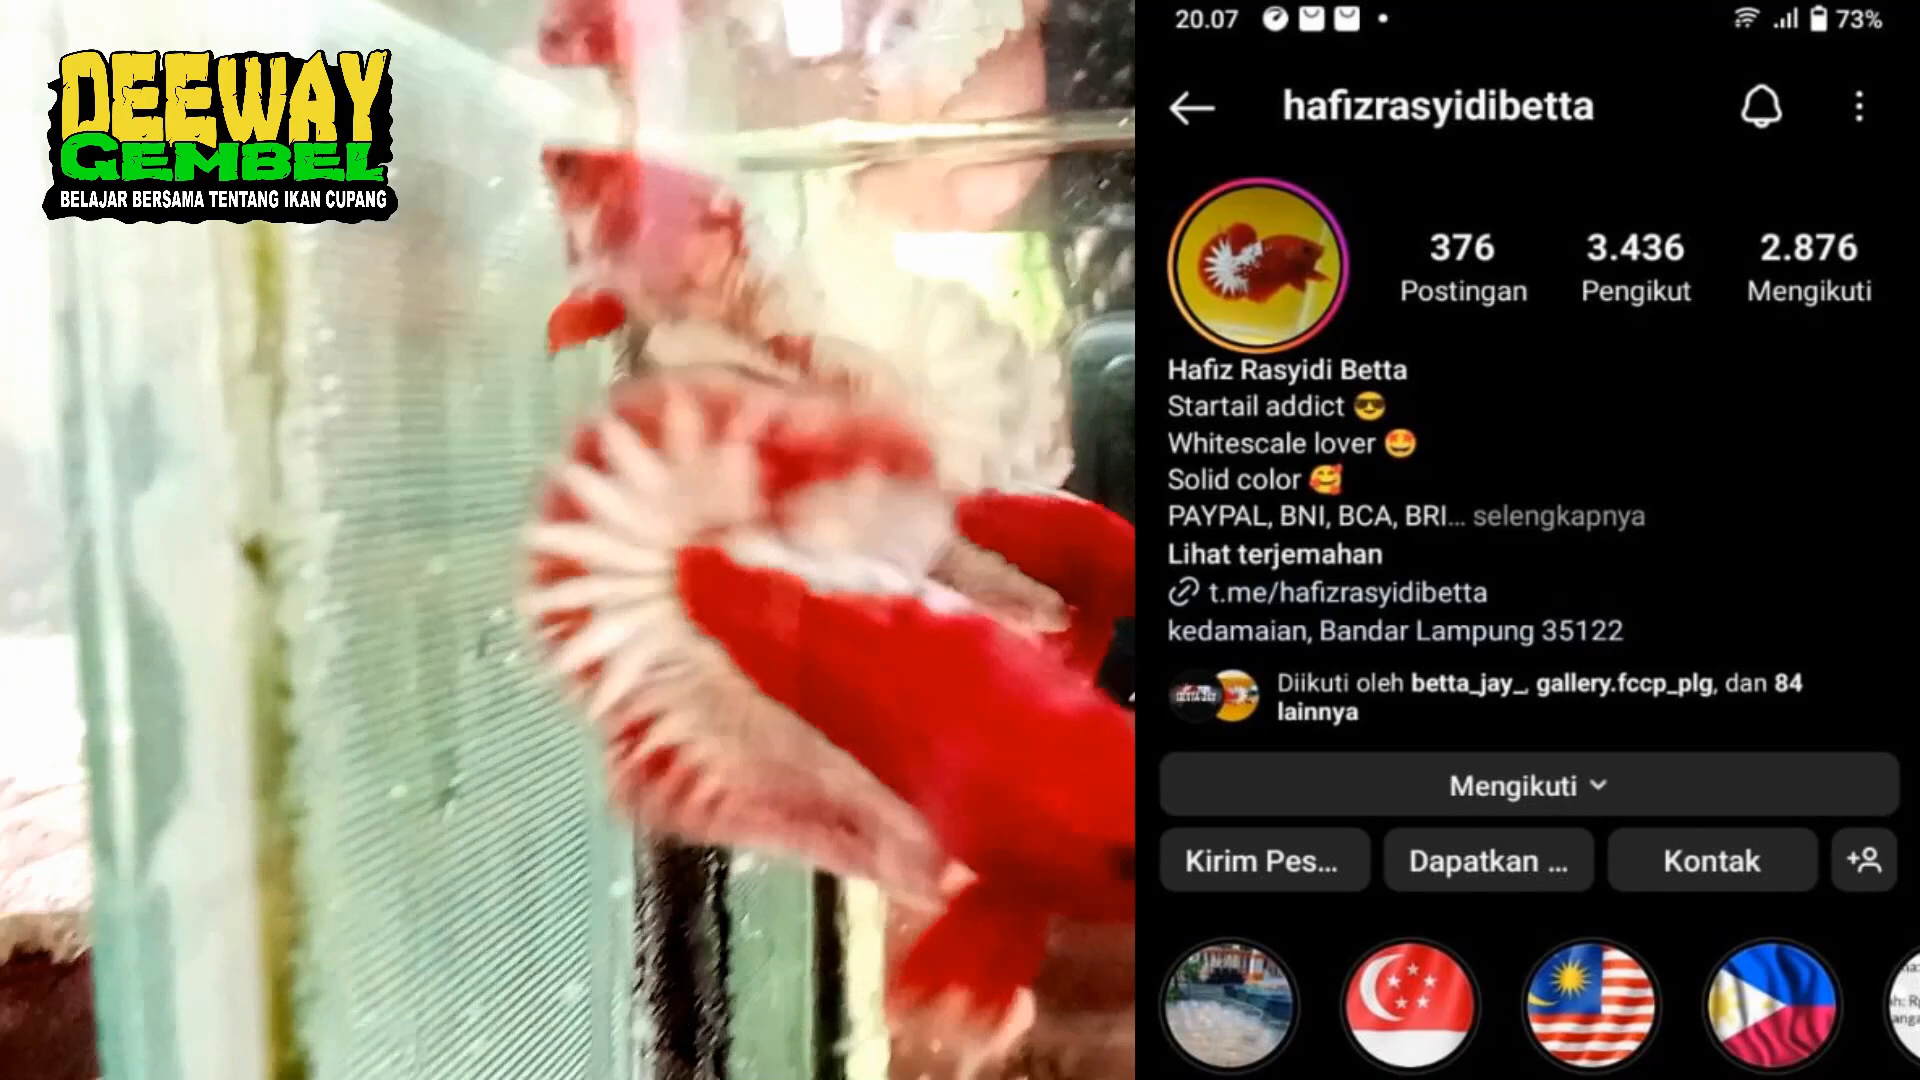 DEEWAY
GEMBEL
BELAJAR BERSAMA TENTANG IKAN CUPANG
20.07
73%
hafizrasyidibetta
376
Postingan
3.436
Pengikut
2.876
Mengikuti
Hafiz Rasyidi Betta
Startail addict 😎
Whitescale lover 🤩
Solid color 🥰
PAYPAL, BNI, BCA, BRI... selengkapnya
Lihat terjemahan
t.me/hafizrasyidibetta
kedamaian, Bandar Lampung 35122
Diikuti oleh betta_jay_, gallery.fccp_plg, dan 84
lainnya
Mengikuti
Kirim Pes...
Dapatkan ...
Kontak